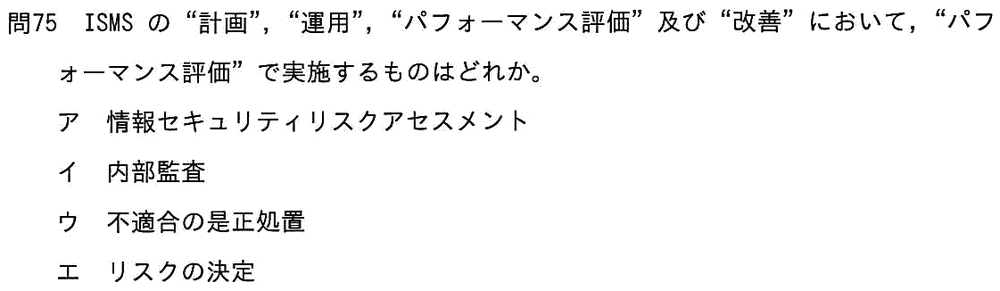 問75 ISMS の “計画”，“運用”，“パフォーマンス評価” 及び “改善” において，“パフ
ォーマンス評価” で実施するものはどれか。
ア 情報セキュリティリスクアセスメント
イ 内部監査
ウ 不適合の是正処置
エ リスクの決定